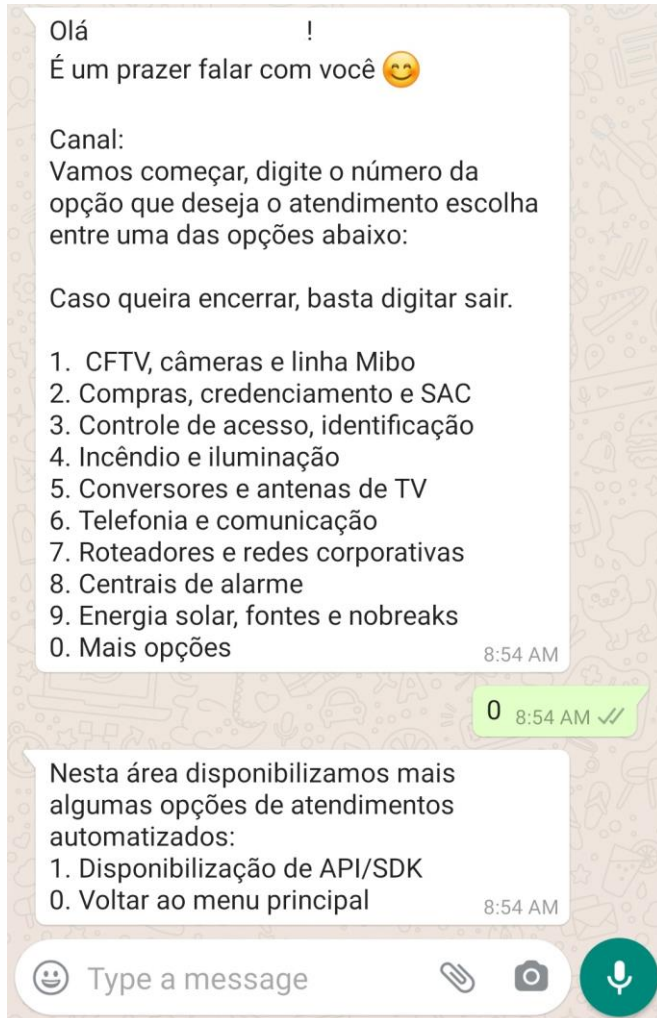 Olá !
É um prazer falar com você 😊
Canal:
Vamos começar, digite o número da
opção que deseja o atendimento escolha
entre uma das opções abaixo:
Caso queira encerrar, basta digitar sair.
1. CFTV, câmeras e linha Mibo
2. Compras, credenciamento e SAC
3. Controle de acesso, identificação
4. Incêndio e iluminação
5. Conversores e antenas de TV
6. Telefonia e comunicação
7. Roteadores e redes corporativas
8. Centrais de alarme
9. Energia solar, fontes e nobreaks
0. Mais opções 8:54 AM
0 8:54 AM
Nesta área disponibilizamos mais
algumas opções de atendimentos
automatizados:
1. Disponibilização de API/SDK
0. Voltar ao menu principal 8:54 AM
Type a message